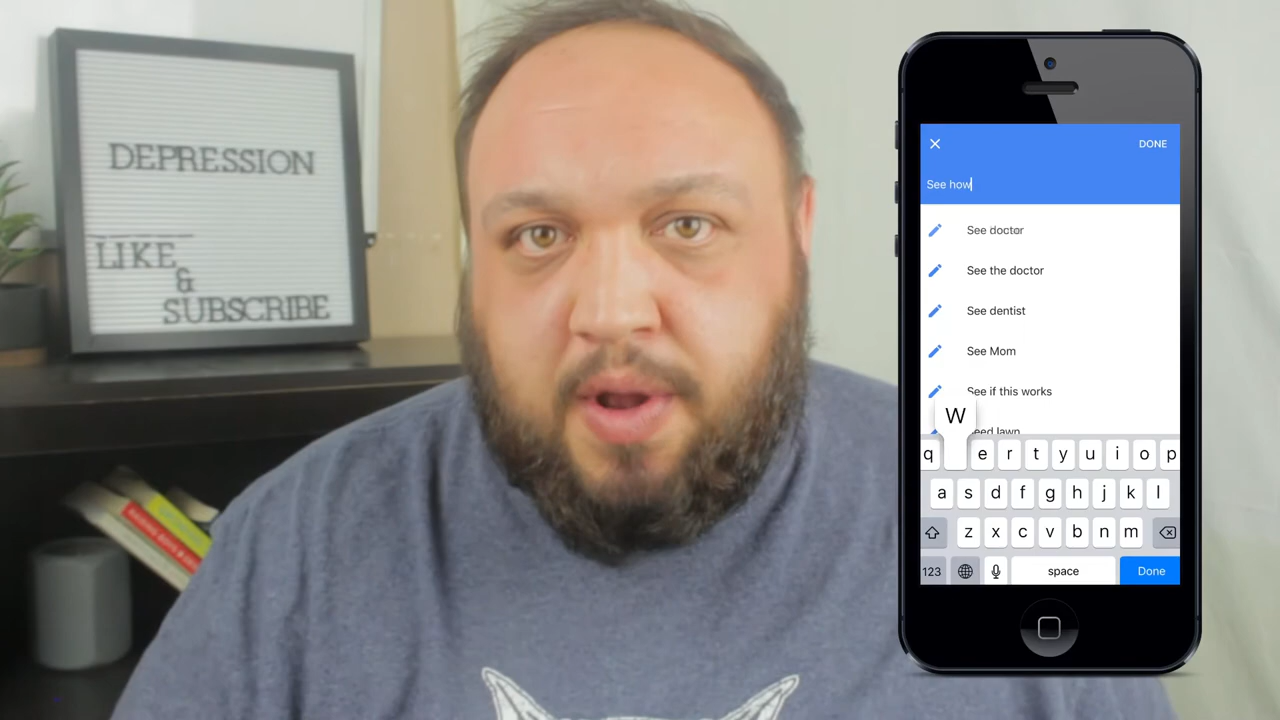 DEPRESSION
LIKE
&
SUBSCRIBE
DONE
See how
See doctor
See the doctor
See dentist
See Mom
See if this works
W
q e r t y u i o p
a s d f g h j k l
z x c v b n m
123 space Done